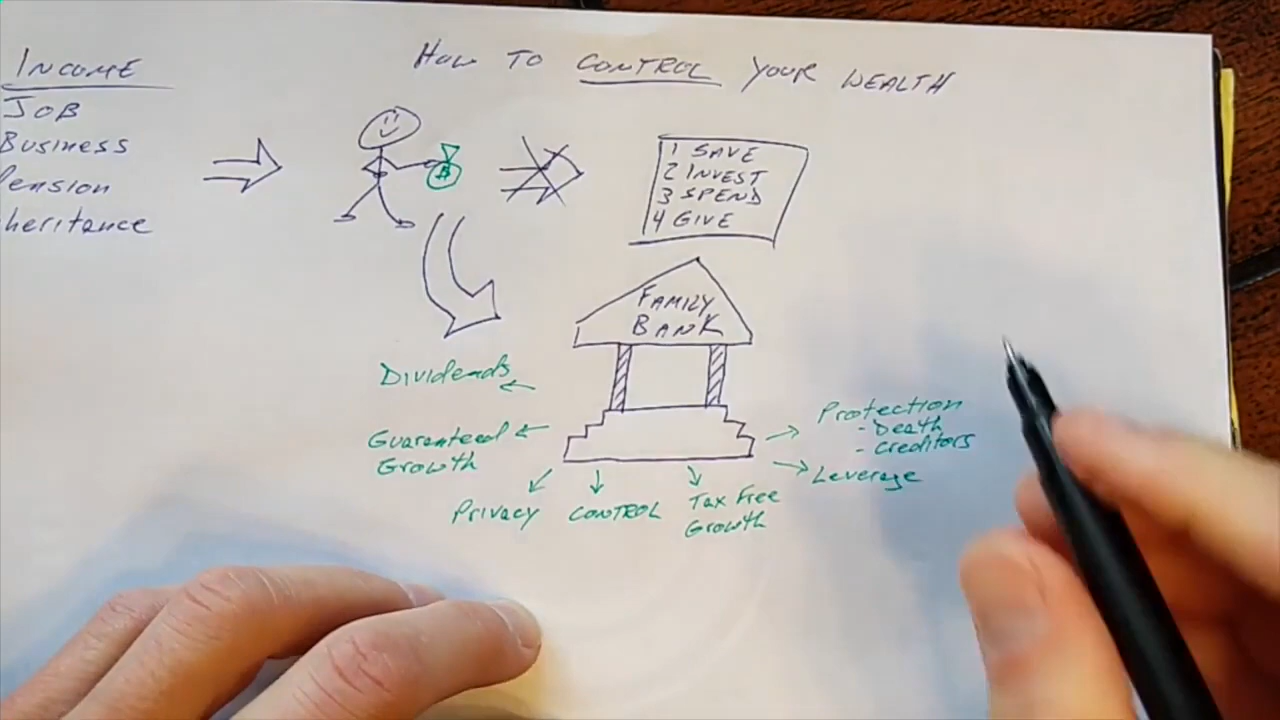 How TO CONTROL YOUR WEALTH
INCOME
JOB
Business
Pension
heritance
1 SAVE
2 INVEST
3 SPEND
4 GIVE
FAMILY
BANK
Dividends
Guaranteed
Growth
Privacy
CONTROL
Tax Free
Growth
Protection
- Death
- Creditors
Leverage